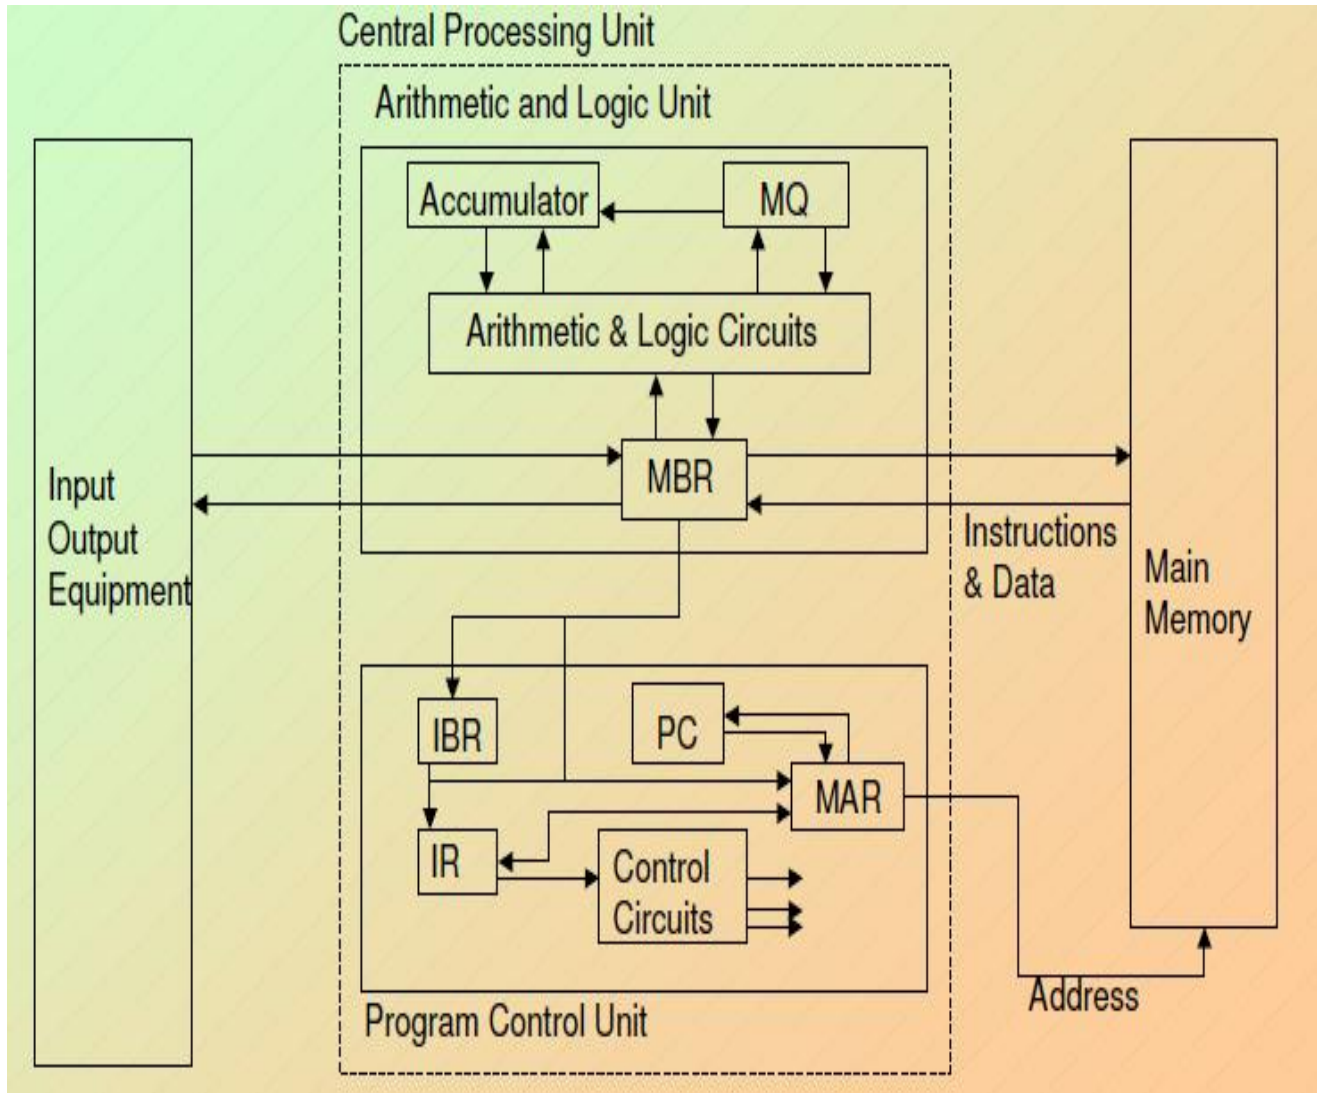 Central Processing Unit
Arithmetic and Logic Unit
Accumulator
MQ
Arithmetic & Logic Circuits
MBR
Input
Output
Equipment
Instructions
& Data
Main
Memory
IBR
PC
MAR
IR
Control
Circuits
Address
Program Control Unit